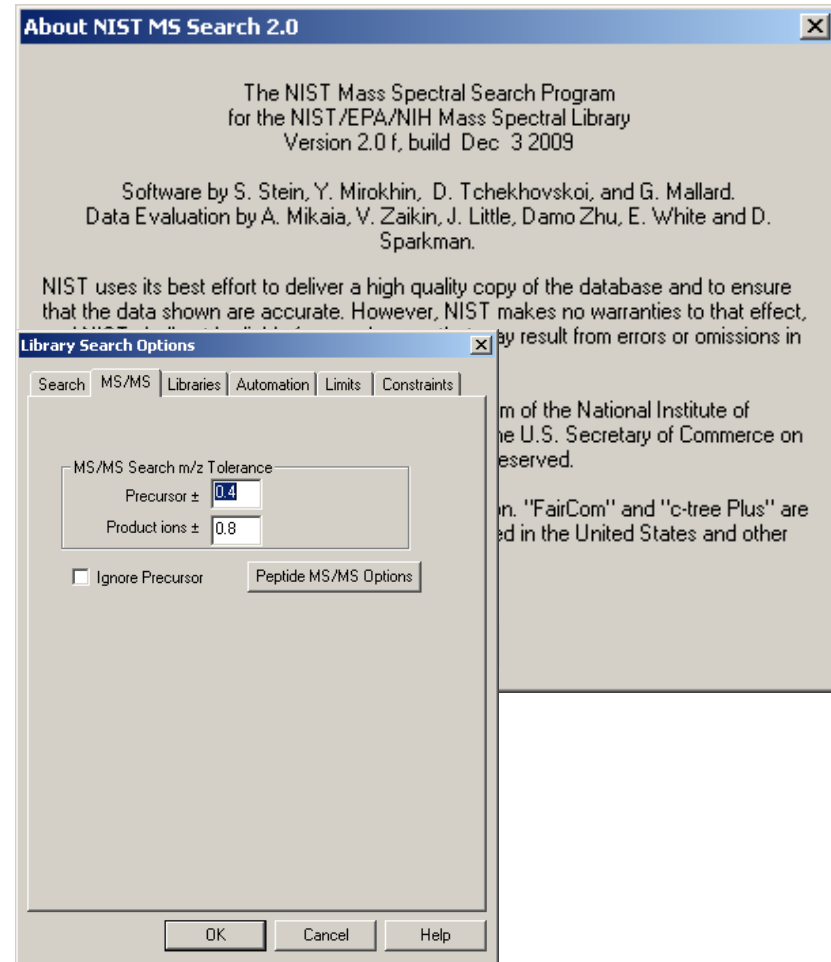 About NIST MS Search 2.0
The NIST Mass Spectral Search Program
for the NIST/EPA/NIH Mass Spectral Library
Version 2.0 f, build Dec 3 2009
Software by S. Stein, Y. Mirokhin, D. Tchekhovskoi, and G. Mallard.
Data Evaluation by A. Mikaia, V. Zaikin, J. Little, Damo Zhu, E. White and D.
Sparkman.
NIST uses its best effort to deliver a high quality copy of the database and to ensure
that the data shown are accurate. However, NIST makes no warranties to that effect,
may result from errors or omissions in
m of the National Institute of
he U.S. Secretary of Commerce on
eserved.
on. "FairCom" and "c-tree Plus" are
ed in the United States and other
Library Search Options
Search MS/MS Libraries Automation Limits Constraints
MS/MS Search m/z Tolerance
Precursor ± 0.4
Product ions ± 0.8
Ignore Precursor Peptide MS/MS Options
OK Cancel Help